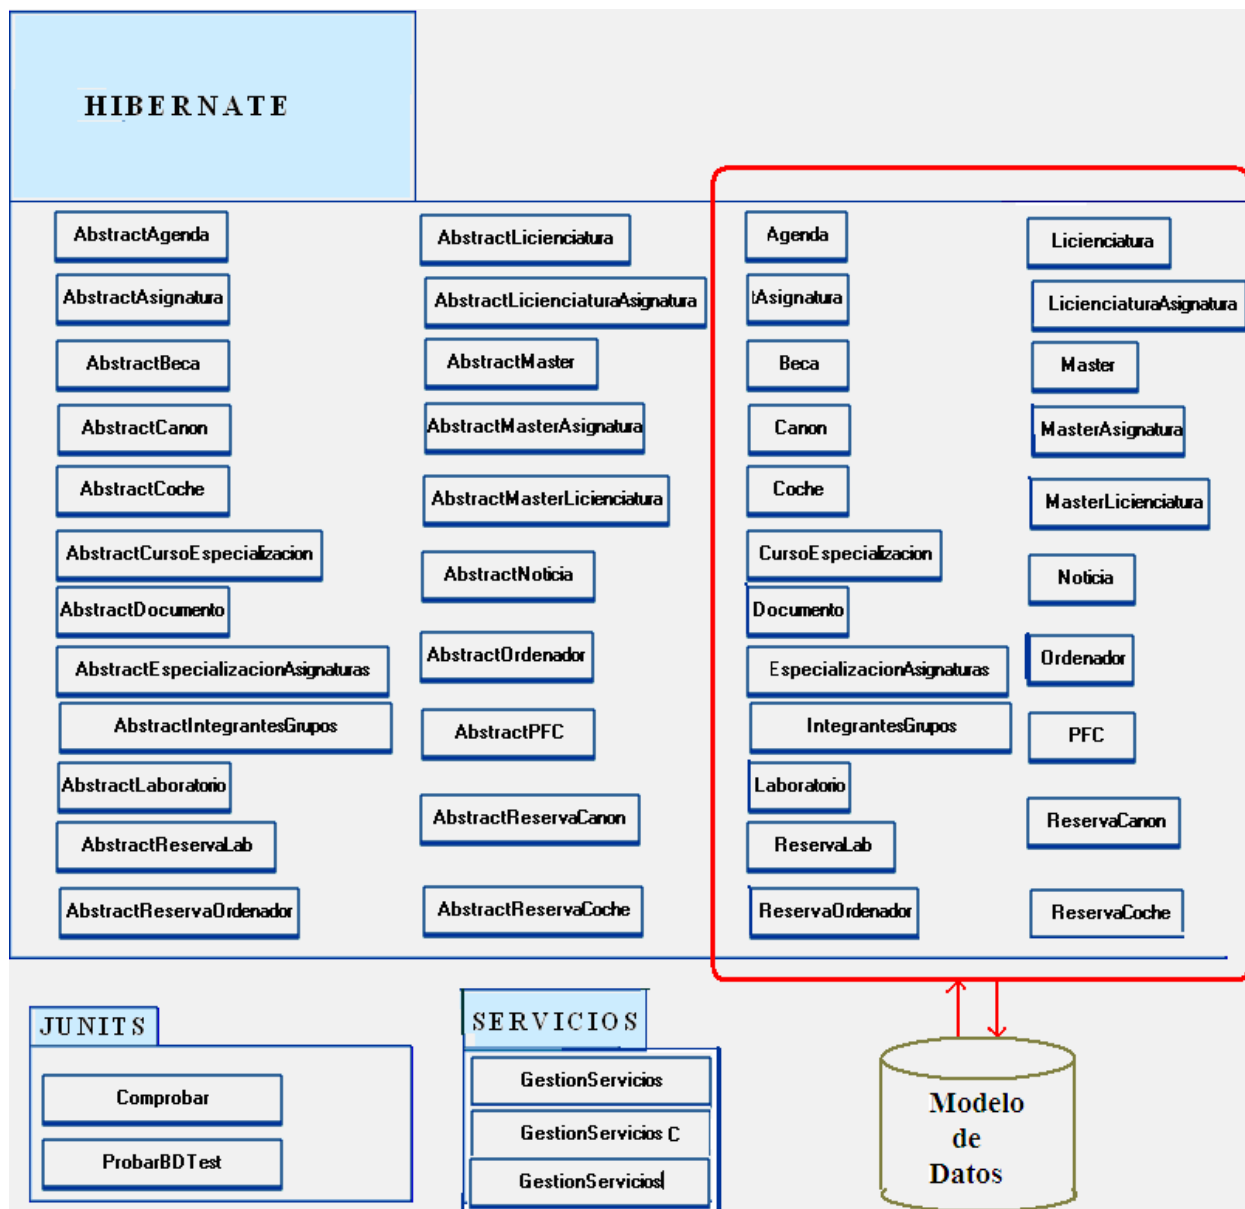 HIBERNATE
AbstractAgenda
AbstractAsignatura
AbstractBeca
AbstractCanon
AbstractCoche
AbstractCursoEspecializacion
AbstractDocumento
AbstractEspecializacionAsignaturas
AbstractIntegrantesGrupos
AbstractLaboratorio
AbstractReservaLab
AbstractReservaOrdenador
AbstractLicienciatura
AbstractLicienciaturaAsignatura
AbstractMaster
AbstractMasterAsignatura
AbstractMasterLicienciatura
AbstractNoticia
AbstractOrdenador
AbstractPFC
AbstractReservaCanon
AbstractReservaCoche
Agenda
tAsignatura
Beca
Canon
Coche
CursoEspecializacion
Documento
EspecializacionAsignaturas
IntegrantesGrupos
Laboratorio
ReservaLab
ReservaOrdenador
Licienciatura
LicienciaturaAsignatura
Master
MasterAsignatura
MasterLicienciatura
Noticia
Ordenador
PFC
ReservaCanon
ReservaCoche
JUNITS
Comprobar
ProbarBDTest
SERVICIOS
GestionServicios
GestionServicios C
GestionServiciosI
Modelo
de
Datos